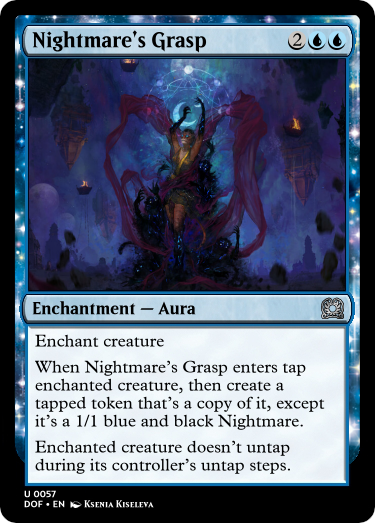 Nightmare's Grasp 2
Enchantment — Aura
Enchant creature
When Nightmare's Grasp enters tap
enchanted creature, then create a
tapped token that's a copy of it, except
it's a 1/1 blue and black Nightmare.
Enchanted creature doesn't untap
during its controller's untap steps.
U 0057
DOF • EN Ksenia Kiseleva